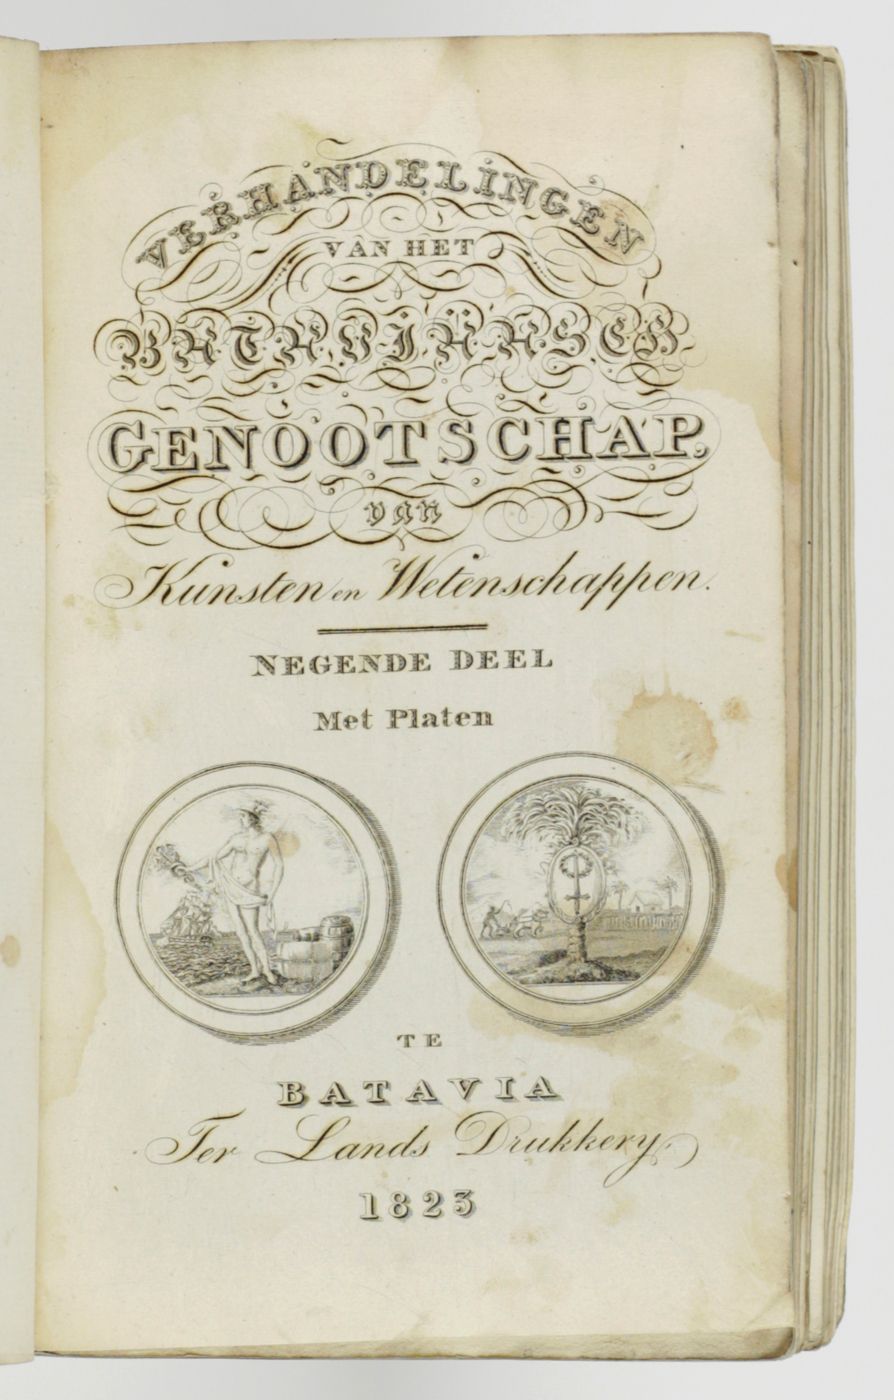 VERHANDELINGEN
VAN HET
BATAVIAASCH
GENOOTSCHAP,
van
Kunsten en Wetenschappen.
NEGENDE DEEL
Met Platen
TE
BATAVIA
Ter Lands Drukkery,
1823